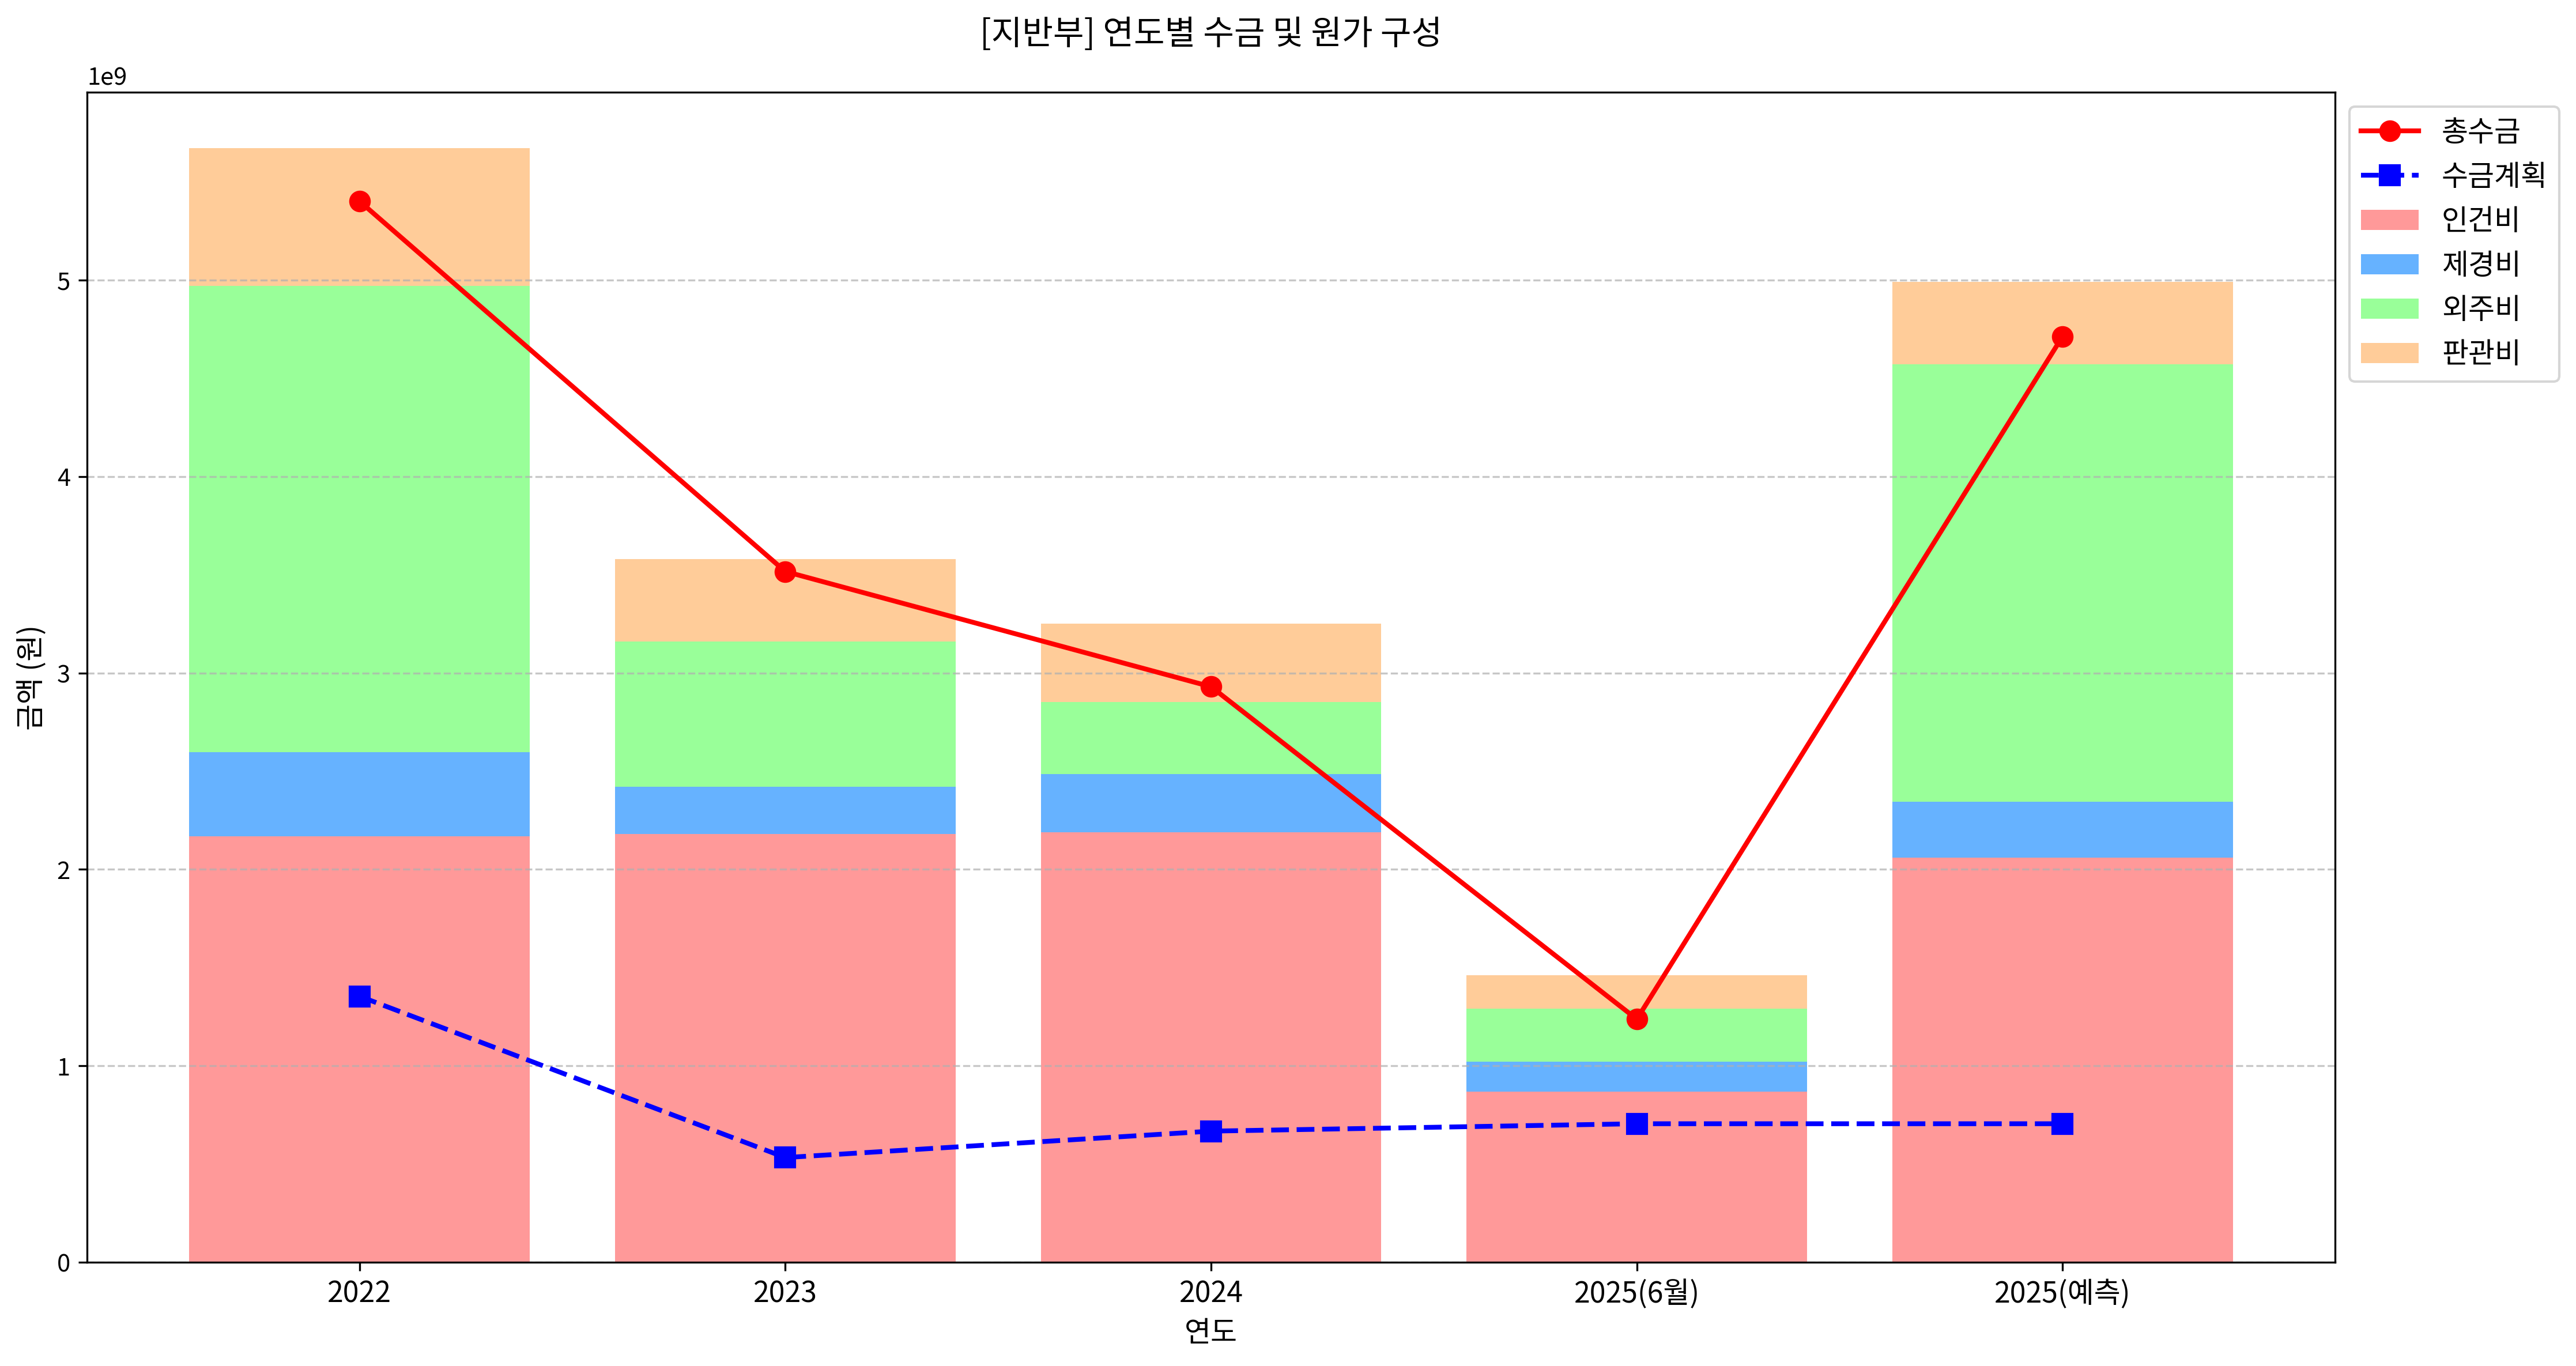 [지반부] 연도별 수금 및 원가 구성
1e9
총수금
수금계획
인건비
제경비
외주비
판관비
금액 (원)
5
4
3
2
1
0
2022 2023 2024 2025(6월) 2025(예측)
연도